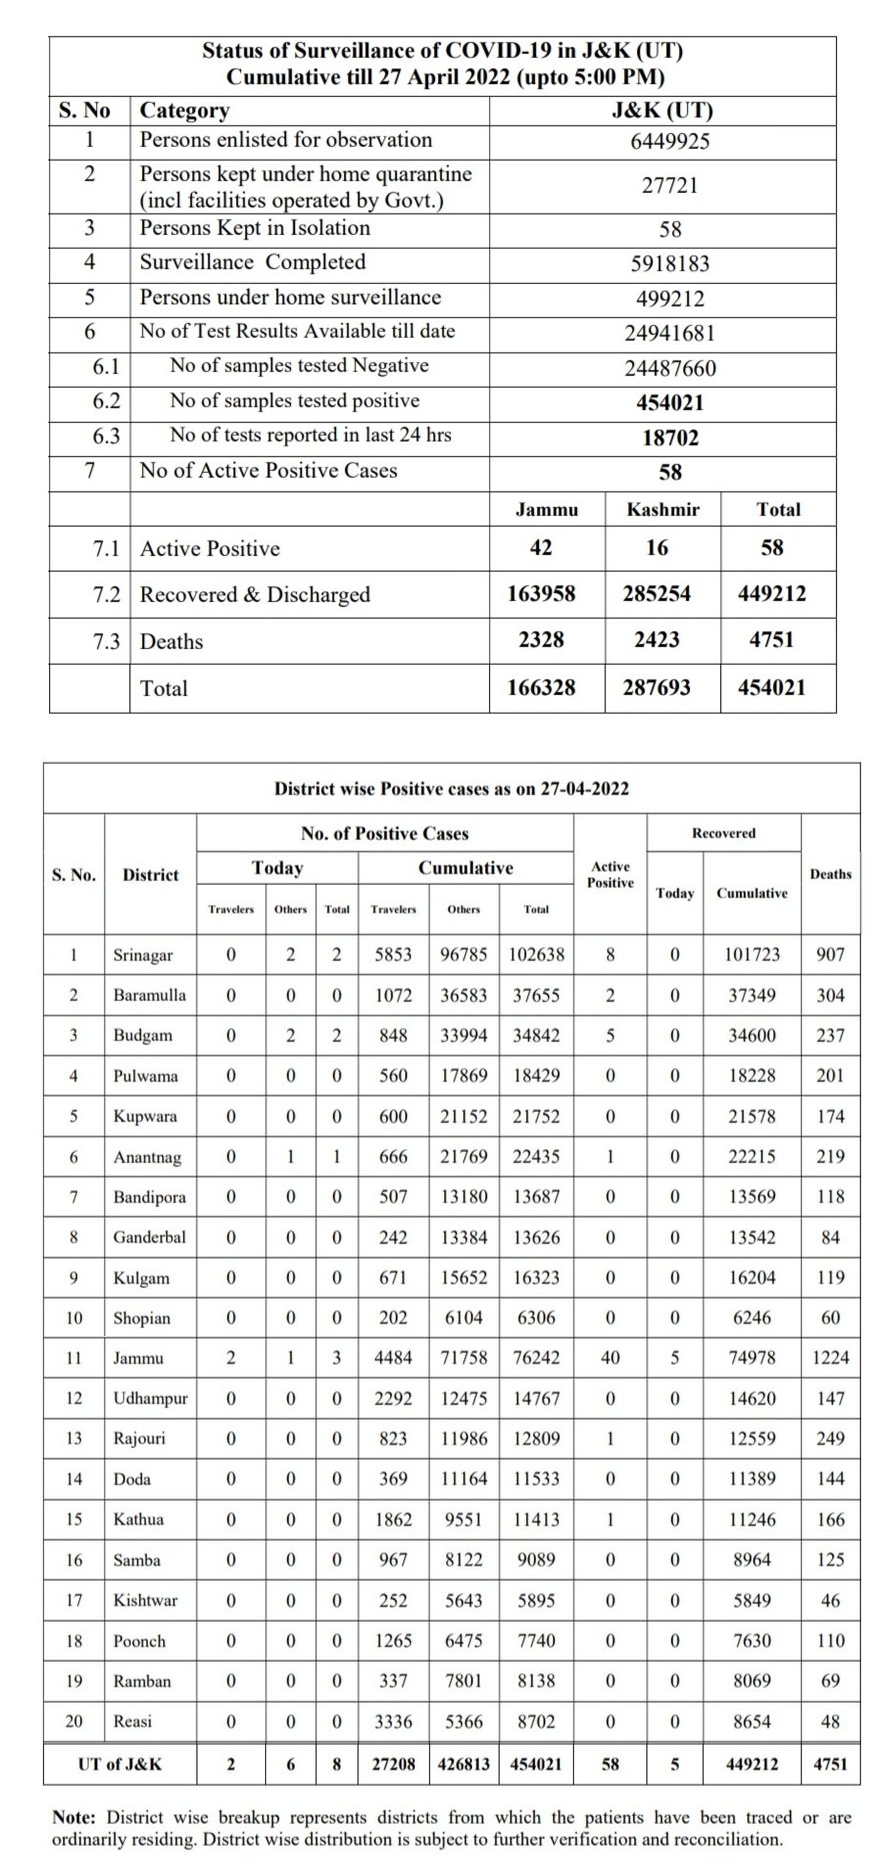 Status of Surveillance of COVID-19 in J&K (UT)
Cumulative till 27 April 2022 (upto 5:00 PM)
S. No Category J&K (UT)
1 Persons enlisted for observation 6449925
2 Persons kept under home quarantine
(incl facilities operated by Govt.) 27721
3 Persons Kept in Isolation 58
4 Surveillance Completed 5918183
5 Persons under home surveillance 499212
6 No of Test Results Available till date 24941681
6.1 No of samples tested Negative 24487660
6.2 No of samples tested positive 454021
6.3 No of tests reported in last 24 hrs 18702
7 No of Active Positive Cases 58
Jammu Kashmir Total
7.1 Active Positive 42 16 58
7.2 Recovered & Discharged 163958 285254 449212
7.3 Deaths 2328 2423 4751
Total 166328 287693 454021
District wise Positive cases as on 27-04-2022
S. No. District No. of Positive Cases Active
Positive Recovered Deaths
Today Cumulative Today Cumulative
Travelers Others Total Travelers Others Total
1 Srinagar 0 2 2 5853 96785 102638 8 0 101723 907
2 Baramulla 0 0 0 1072 36583 37655 2 0 37349 304
3 Budgam 0 2 2 848 33994 34842 5 0 34600 237
4 Pulwama 0 0 0 560 17869 18429 0 0 18228 201
5 Kupwara 0 0 0 600 21152 21752 0 0 21578 174
6 Anantnag 0 1 1 666 21769 22435 1 0 22215 219
7 Bandipora 0 0 0 507 13180 13687 0 0 13569 118
8 Ganderbal 0 0 0 242 13384 13626 0 0 13542 84
9 Kulgam 0 0 0 671 15652 16323 0 0 16204 119
10 Shopian 0 0 0 202 6104 6306 0 0 6246 60
11 Jammu 2 1 3 4484 71758 76242 40 5 74978 1224
12 Udhampur 0 0 0 2292 12475 14767 0 0 14620 147
13 Rajouri 0 0 0 823 11986 12809 1 0 12559 249
14 Doda 0 0 0 369 11164 11533 0 0 11389 144
15 Kathua 0 0 0 1862 9551 11413 1 0 11246 166
16 Samba 0 0 0 967 8122 9089 0 0 8964 125
17 Kishtwar 0 0 0 252 5643 5895 0 0 5849 46
18 Poonch 0 0 0 1265 6475 7740 0 0 7630 110
19 Ramban 0 0 0 337 7801 8138 0 0 8069 69
20 Reasi 0 0 0 3336 5366 8702 0 0 8654 48
UT of J&K 2 6 8 27208 426813 454021 58 5 449212 4751
Note: District wise breakup represents districts from which the patients have been traced or are
ordinarily residing. District wise distribution is subject to further verification and reconciliation.